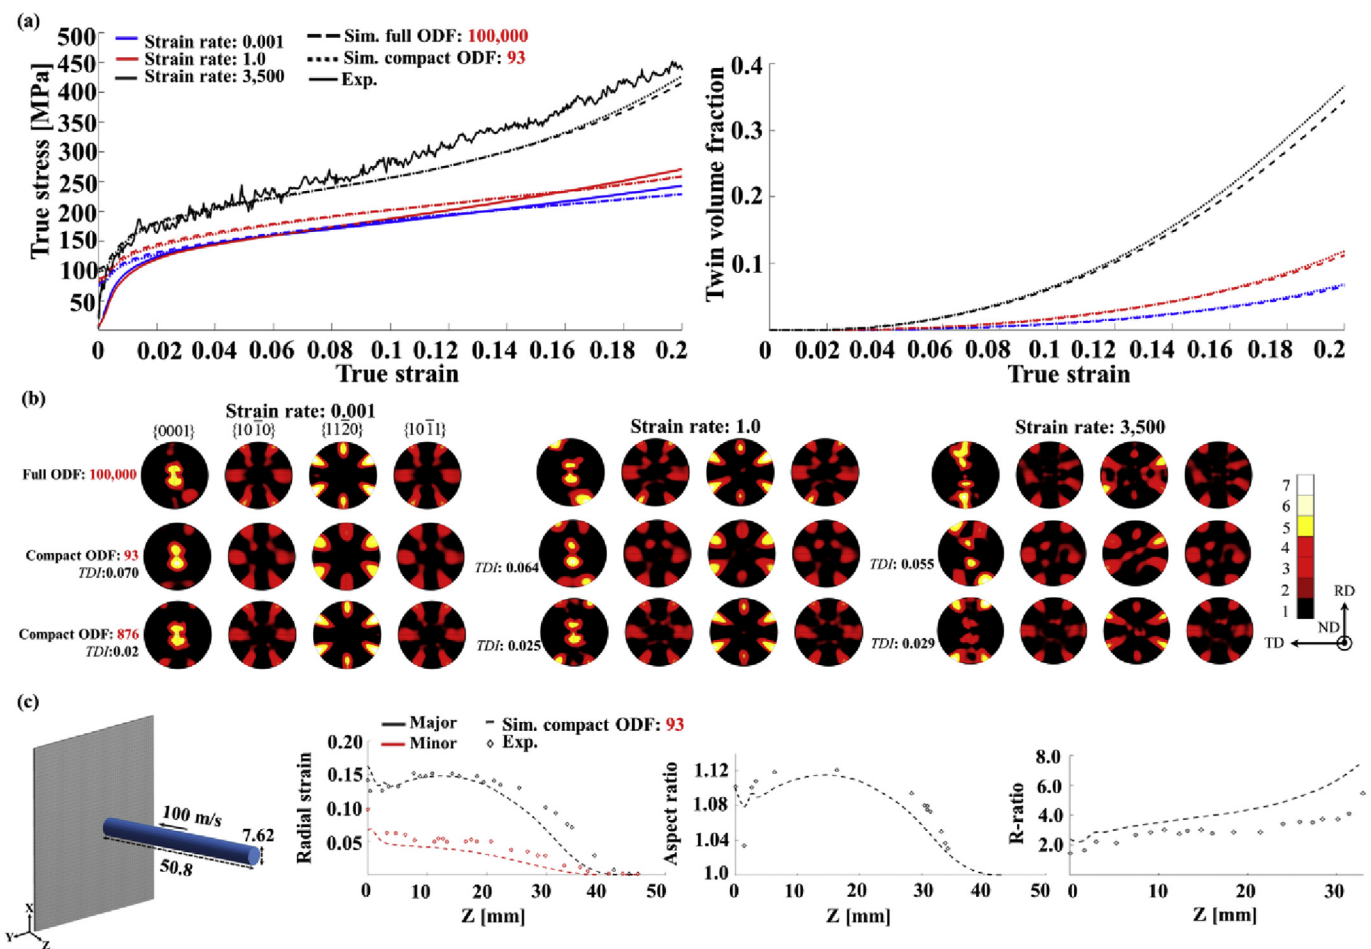 (a)
Strain rate: 0.001
Strain rate: 1.0
Strain rate: 3,500
Sim. full ODF: 100,000
Sim. compact ODF: 93
Exp.
True stress [MPa]
500
450
400
350
300
250
200
150
100
50
0 0.02 0.04 0.06 0.08 0.1 0.12 0.14 0.16 0.18 0.2
True strain
Twin volume fraction
0.4
0.3
0.2
0.1
0 0.02 0.04 0.06 0.08 0.1 0.12 0.14 0.16 0.18 0.2
True strain
(b)
Strain rate: 0.001
Strain rate: 1.0
Strain rate: 3,500
{0001} {101̄0} {112̄0} {101̄1}
Full ODF: 100,000
Compact ODF: 93
TDI:0.070
TDI: 0.064
TDI: 0.055
Compact ODF: 876
TDI:0.02
TDI: 0.025
TDI: 0.029
7
6
5
4
3
2
1
RD
ND
TD
(c)
100 m/s
7.62
50.8
X
Y
Z
Major
Minor
Sim. compact ODF: 93
Exp.
Radial strain
0.20
0.15
0.10
0.05
0 10 20 30 40 50
Z [mm]
Aspect ratio
1.12
1.08
1.04
1.0
0 10 20 30 40 50
Z [mm]
R-ratio
8.0
6.0
4.0
2.0
0 10 20 30
Z [mm]